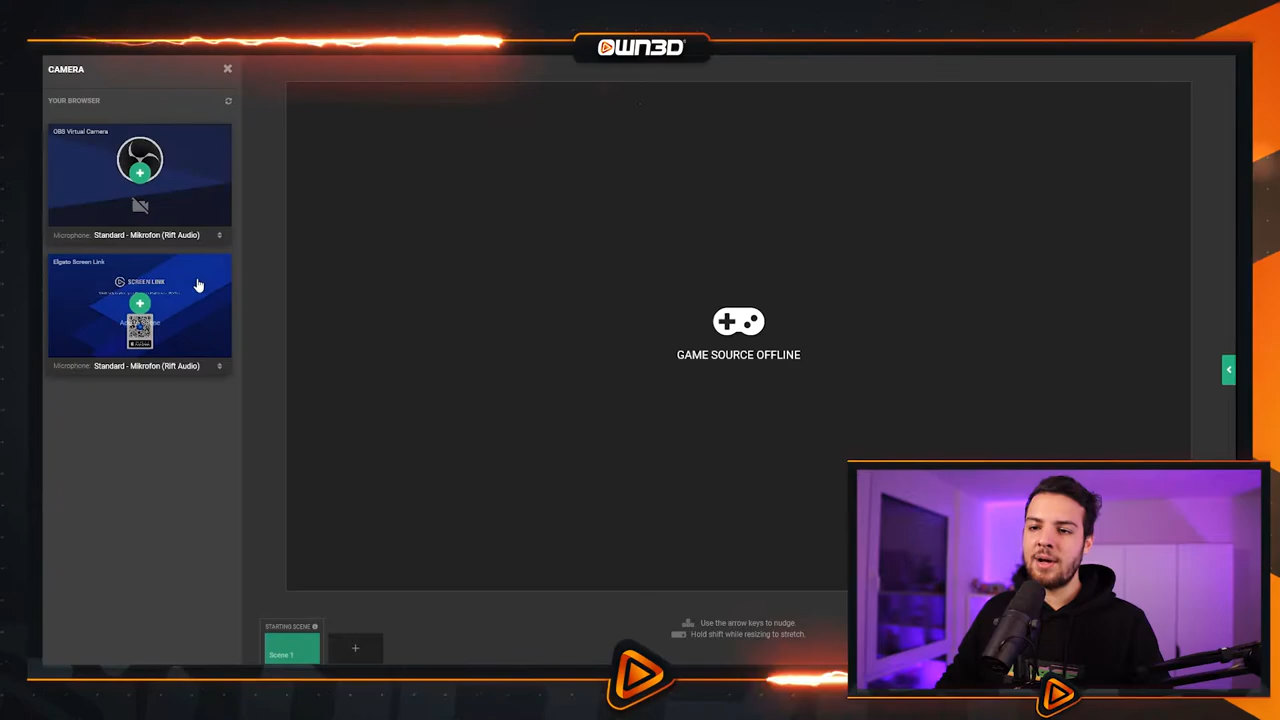 OWN3D
CAMERA
YOUR BROWSER
OBS Virtual Camera
Microphone: Standard - Mikrofon (Rift Audio)
Elgato Screen Link
SCREEN LINK
Microphone: Standard - Mikrofon (Rift Audio)
GAME SOURCE OFFLINE
STARTING SCENE
Scene 1
Use the arrow keys to nudge.
Hold shift while resizing to stretch.